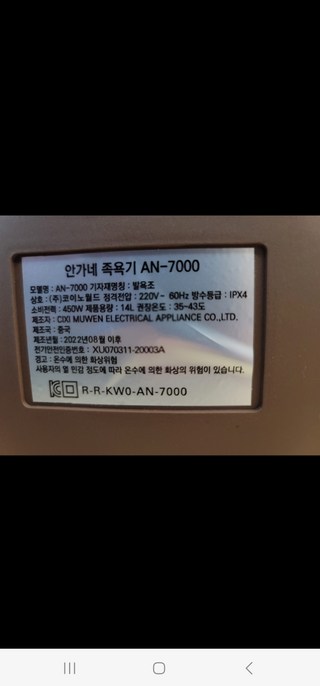 안가네 족욕기 AN-7000
모델명 : AN-7000 기자재명칭 : 발욕조
상호 : (주)코이노월드 정격전압 : 220V~ 60Hz 방수등급 : IPX4
소비전력 : 450W 제품용량 : 14L 권장온도 : 35-43도
제조자 : CIXI MUWEN ELECTRICAL APPLIANCE CO.,LTD.
제조국 : 중국
제조년월 : 2022년08월 이후
전기안전인증번호 : XU070311-20003A
경고 : 온수에 의한 화상위험
사용자의 열 민감 정도에 따라 온수에 의한 화상의 위험이 있습니다.
R-R-KW0-AN-7000